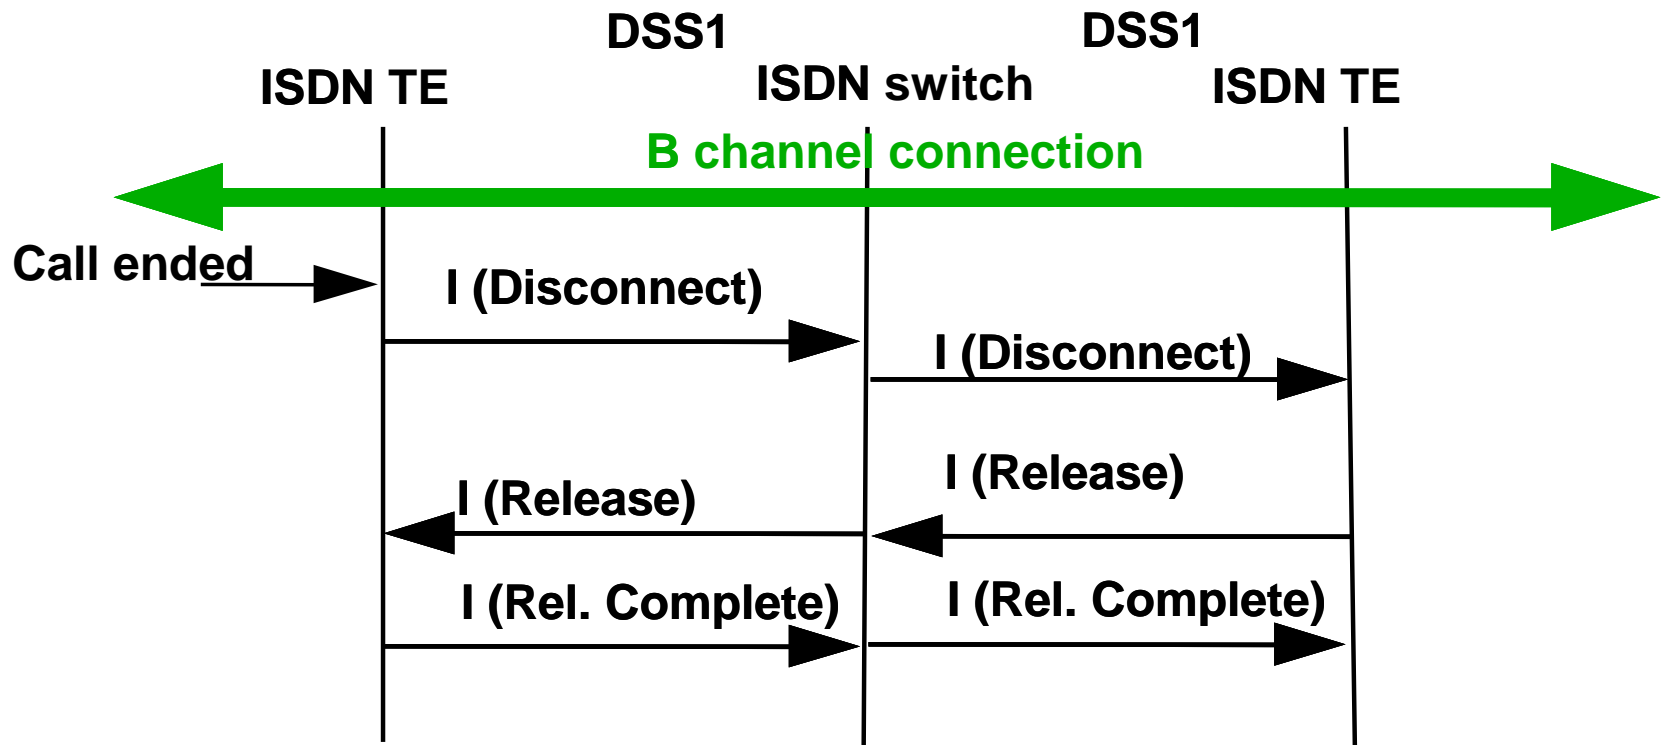 DSS1 DSS1
ISDN TE ISDN switch ISDN TE
B channel connection
Call ended
I (Disconnect)
I (Disconnect)
I (Release)
I (Release)
I (Rel. Complete)
I (Rel. Complete)